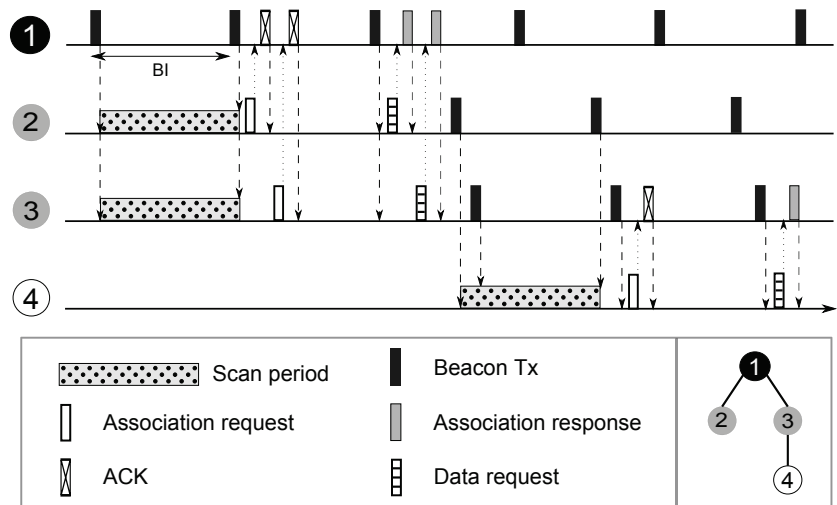 1
BI
2
3
4
Scan period
Beacon Tx
Association request
Association response
ACK
Data request
1
2
3
4